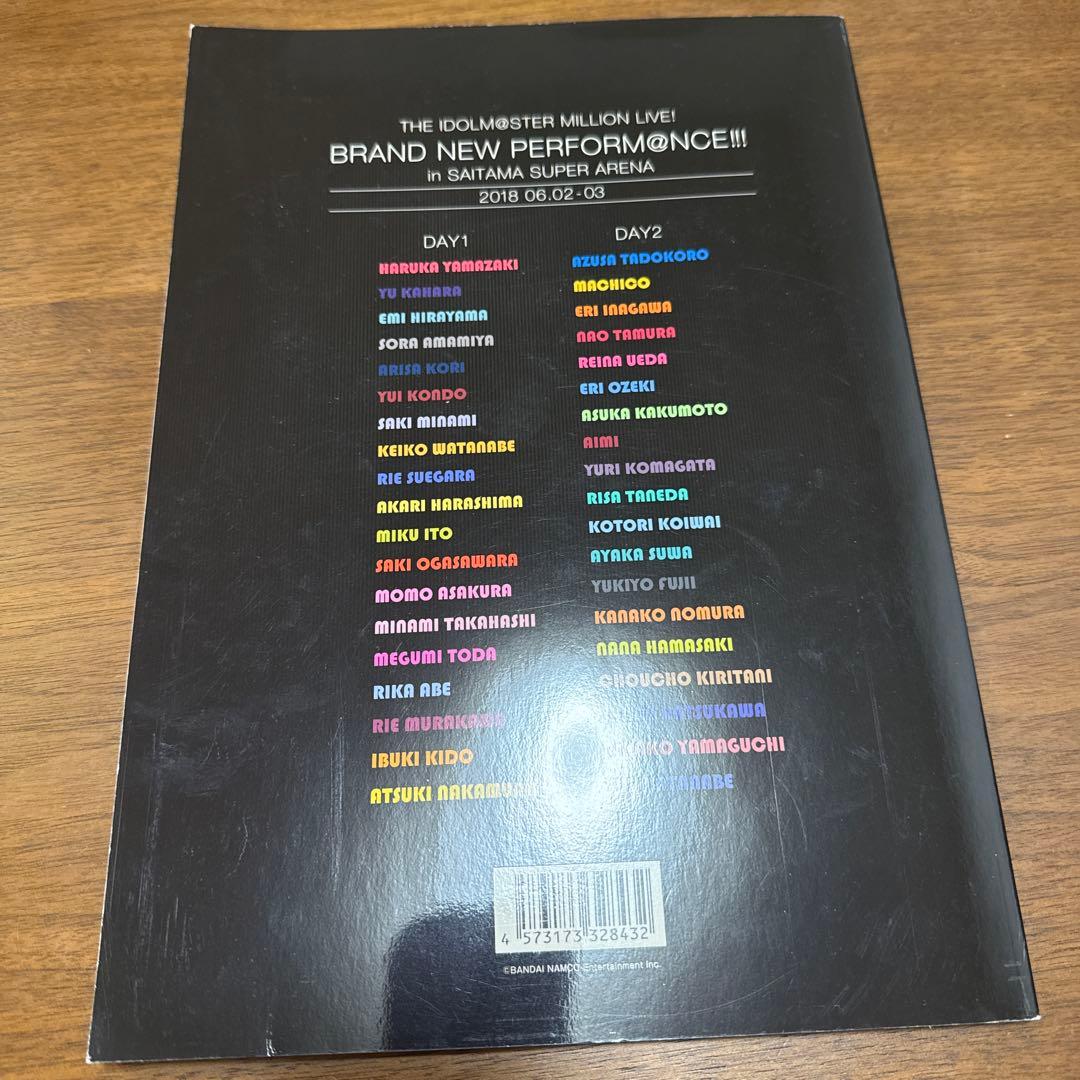 THE IDOLM@STER MILLION LIVE!
BRAND NEW PERFORM@NCE!!!
in SAITAMA SUPER ARENA
2018 06.02-03
DAY1
HARUKA YAMAZAKI
YU KAHARA
EMI HIRAYAMA
SORA AMAMIYA
ARISA KORI
YUI KONDO
SAKI MINAMI
KEIKO WATANABE
RIE SUEGARA
AKARI HARASHIMA
MIKU ITO
SAKI OGASAWARA
MOMO ASAKURA
MINAMI TAKAHASHI
MEGUMI TODA
RIKA ABE
RIE MURAKAWA
IBUKI KIDO
ATSUKI
DAY2
AZUSA TADOKORO
MACHICO
ERI INAGAWA
NAO TAMURA
REINA UEDA
ERI OZEKI
ASUKA KAKUMOTO
AIMI
YURI KOMAGATA
RISA TANEDA
KOTORI KOIWAI
AYAKA SUWA
YUKIYO FUJII
KANAKO NOMURA
NANA HAMASAKI
CHOUCHO KIRITANI
YAMAGUCHI
4 573173 328432
©BANDAI NAMCO Entertainment Inc.